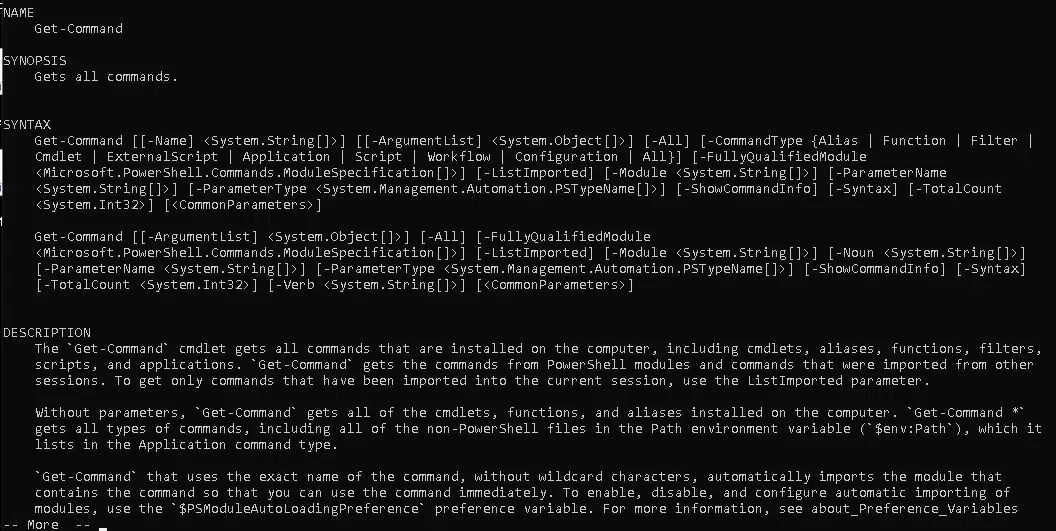 NAME
Get-Command
SYNOPSIS
Gets all commands.
SYNTAX
Get-Command [[-Name] <System.String[]>] [[-ArgumentList] <System.Object[]>] [-All] [-CommandType {Alias | Function | Filter |
Cmdlet | ExternalScript | Application | Script | Workflow | Configuration | All}] [-FullyQualifiedModule
<Microsoft.PowerShell.Commands.ModuleSpecification[]>] [-ListImported] [-Module <System.String[]>] [-ParameterName
<System.String[]>] [-ParameterType <System.Management.Automation.PSTypeName[]>] [-ShowCommandInfo] [-Syntax] [-TotalCount
<System.Int32>] [<CommonParameters>]
Get-Command [[-ArgumentList] <System.Object[]>] [-All] [-FullyQualifiedModule
<Microsoft.PowerShell.Commands.ModuleSpecification[]>] [-ListImported] [-Module <System.String[]>] [-Noun <System.String[]>]
[-ParameterName <System.String[]>] [-ParameterType <System.Management.Automation.PSTypeName[]>] [-ShowCommandInfo] [-Syntax]
[-TotalCount <System.Int32>] [-Verb <System.String[]>] [<CommonParameters>]
DESCRIPTION
The `Get-Command` cmdlet gets all commands that are installed on the computer, including cmdlets, aliases, functions, filters,
scripts, and applications. `Get-Command` gets the commands from PowerShell modules and commands that were imported from other
sessions. To get only commands that have been imported into the current session, use the ListImported parameter.
Without parameters, `Get-Command` gets all of the cmdlets, functions, and aliases installed on the computer. `Get-Command *`
gets all types of commands, including all of the non-PowerShell files in the Path environment variable (`$env:Path`), which it
lists in the Application command type.
`Get-Command` that uses the exact name of the command, without wildcard characters, automatically imports the module that
contains the command so that you can use the command immediately. To enable, disable, and configure automatic importing of
modules, use the `$PSModuleAutoLoadingPreference` preference variable. For more information, see about_Preference_Variables
-- More  --